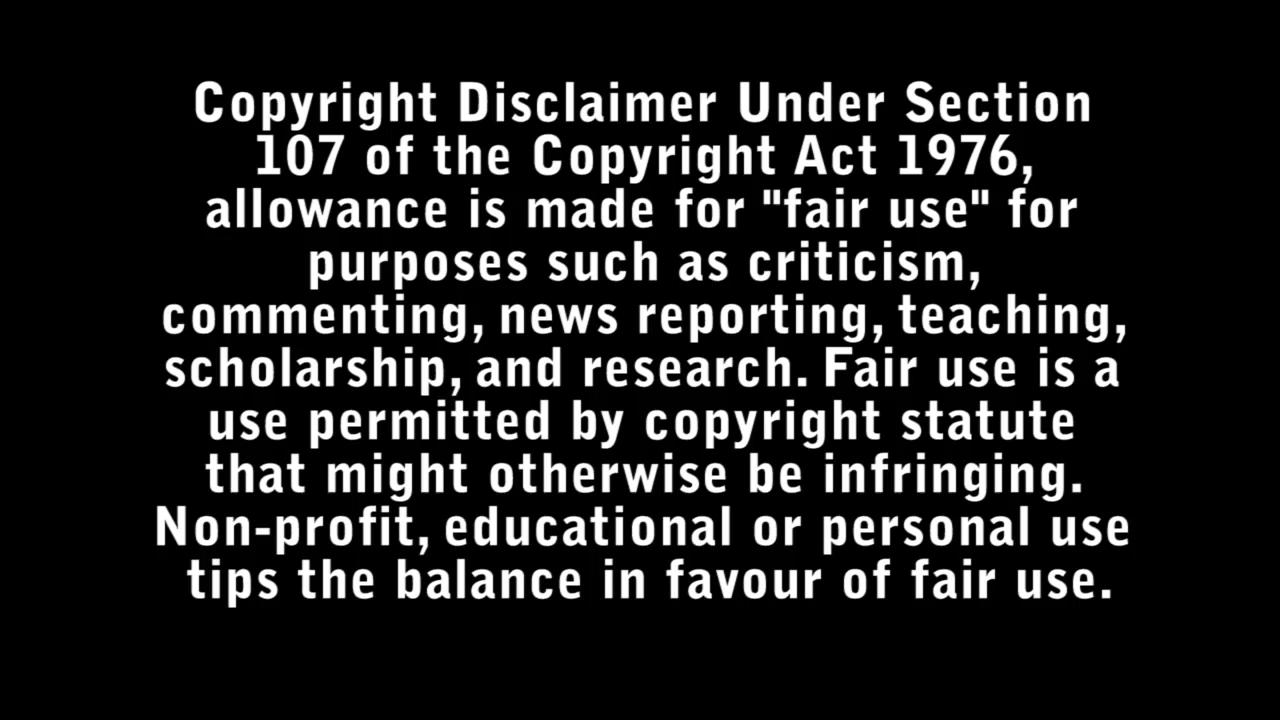 Copyright Disclaimer Under Section
107 of the Copyright Act 1976,
allowance is made for "fair use" for
purposes such as criticism,
commenting, news reporting, teaching,
scholarship, and research. Fair use is a
use permitted by copyright statute
that might otherwise be infringing.
Non-profit, educational or personal use
tips the balance in favour of fair use.